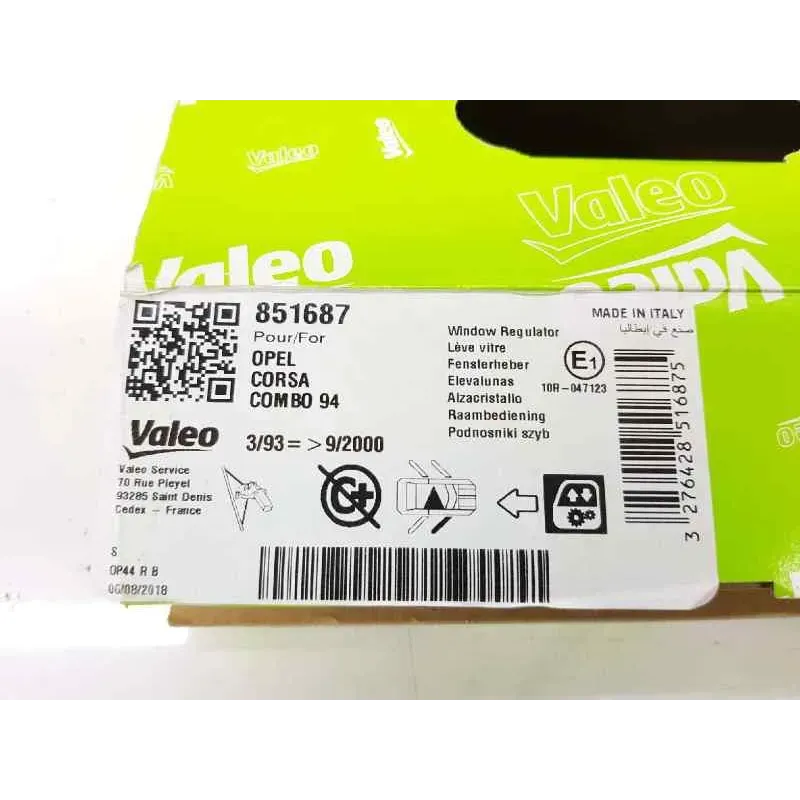 Valeo
Valeo
Valeo
Valeo
Valeo
851687
Pour/For
OPEL
CORSA
COMBO 94
3/93 = > 9/2000
Valeo
Valeo Service
70 Rue Pleyel
93285 Saint Denis
Cedex – France
S
OP44 R B
06/08/2018
Window Regulator
Lève vitre
Fensterheber
Elevalunas
Alzacristallo
Raambediening
Podnosniki szyb
MADE IN ITALY
صنع في إيطاليا
E1
10R-047123
C+
3 276428 516875